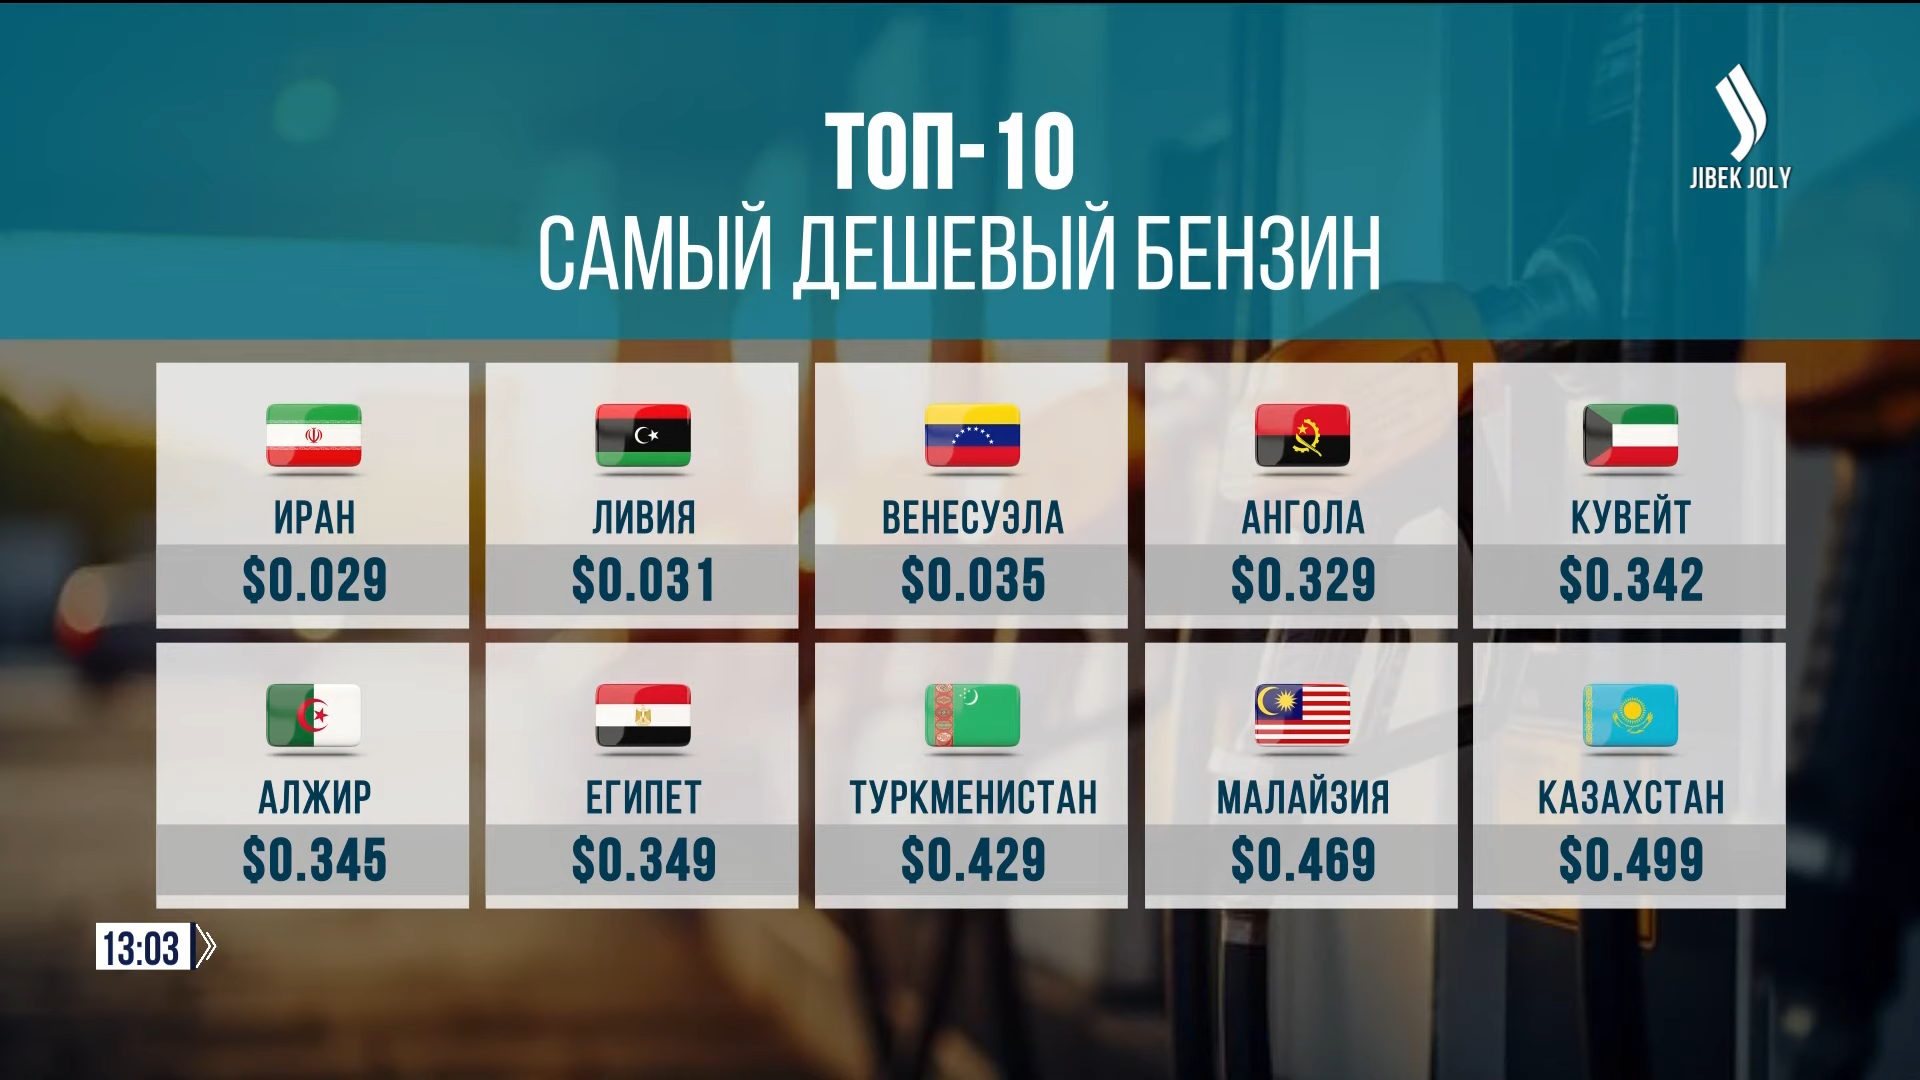 ТОП-10
САМЫЙ ДЕШЕВЫЙ БЕНЗИН
JIBEK JOLY
ИРАН
$0.029
ЛИВИЯ
$0.031
ВЕНЕСУЭЛА
$0.035
АНГОЛА
$0.329
КУВЕЙТ
$0.342
АЛЖИР
$0.345
ЕГИПЕТ
$0.349
ТУРКМЕНИСТАН
$0.429
МАЛАЙЗИЯ
$0.469
КАЗАХСТАН
$0.499
13:03